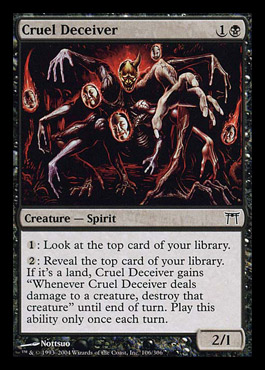 Cruel Deceiver 1
Creature — Spirit
1: Look at the top card of your library.
2: Reveal the top card of your library.
If it's a land, Cruel Deceiver gains
"Whenever Cruel Deceiver deals
damage to a creature, destroy that
creature" until end of turn. Play this
ability only once each turn.
Nottsuo
2/1
™ & © 1993–2004 Wizards of the Coast, Inc. 106/306